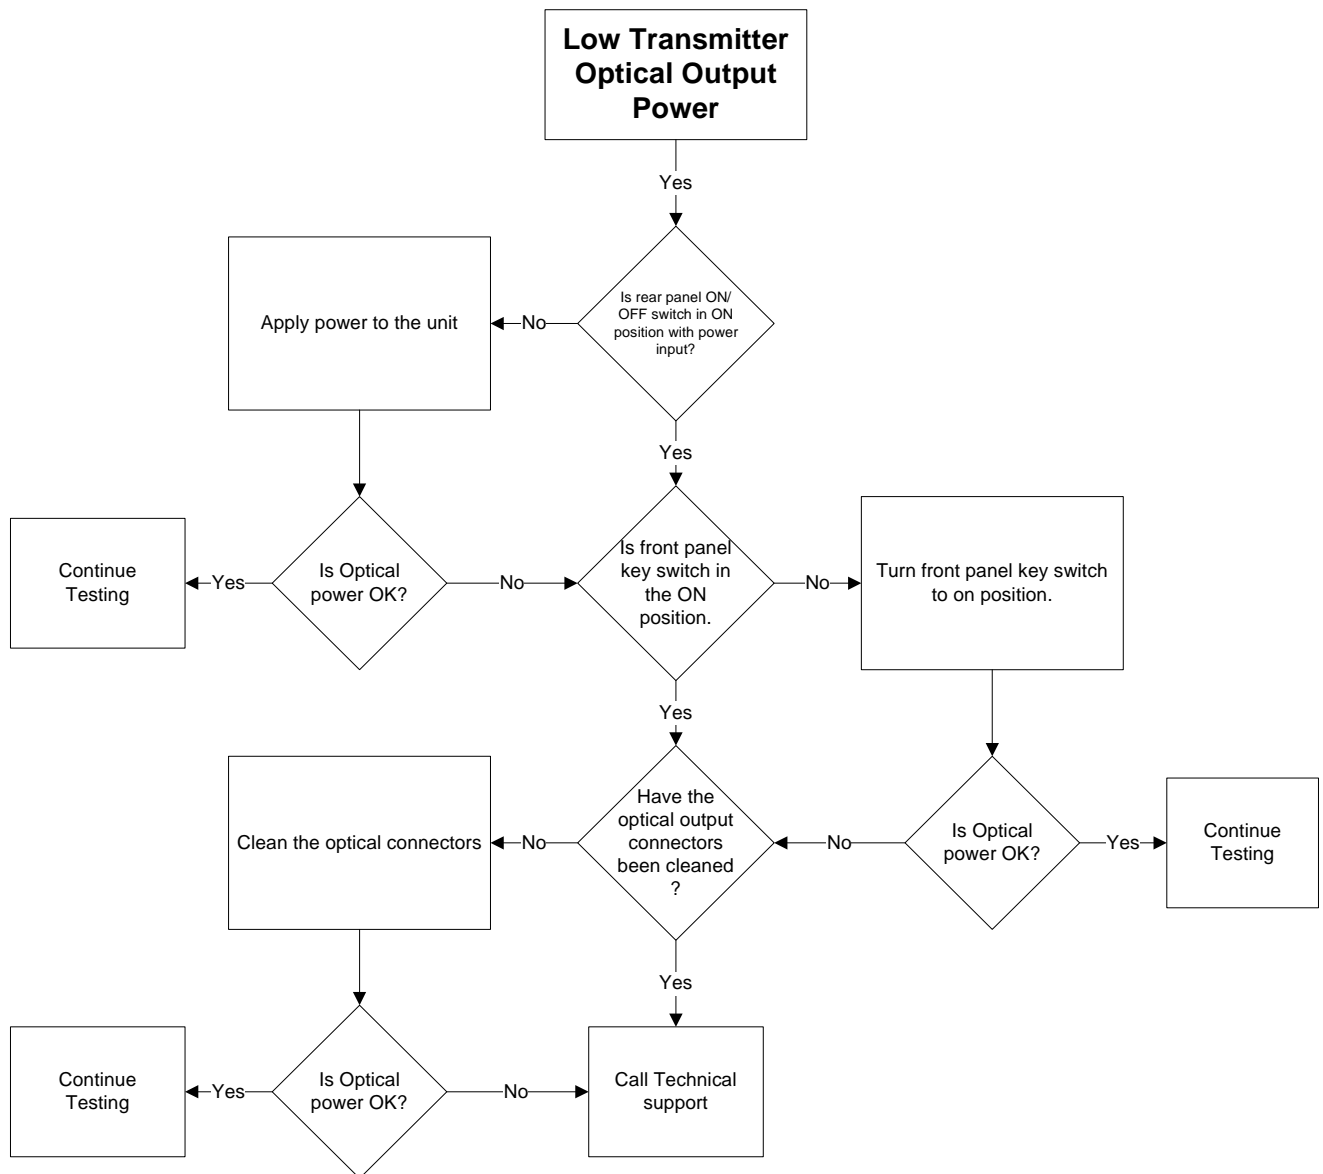 Low Transmitter
Optical Output
Power
Yes
Is rear panel ON/
OFF switch in ON
position with power
input?
No
Apply power to the unit
Yes
Continue
Testing
Yes
Is Optical
power OK?
No
Is front panel
key switch in
the ON
position.
No
Turn front panel key switch
to on position.
Yes
Clean the optical connectors
No
Have the
optical output
connectors
been cleaned
?
No
Is Optical
power OK?
Yes
Continue
Testing
Yes
Continue
Testing
Yes
Is Optical
power OK?
No
Call Technical
support